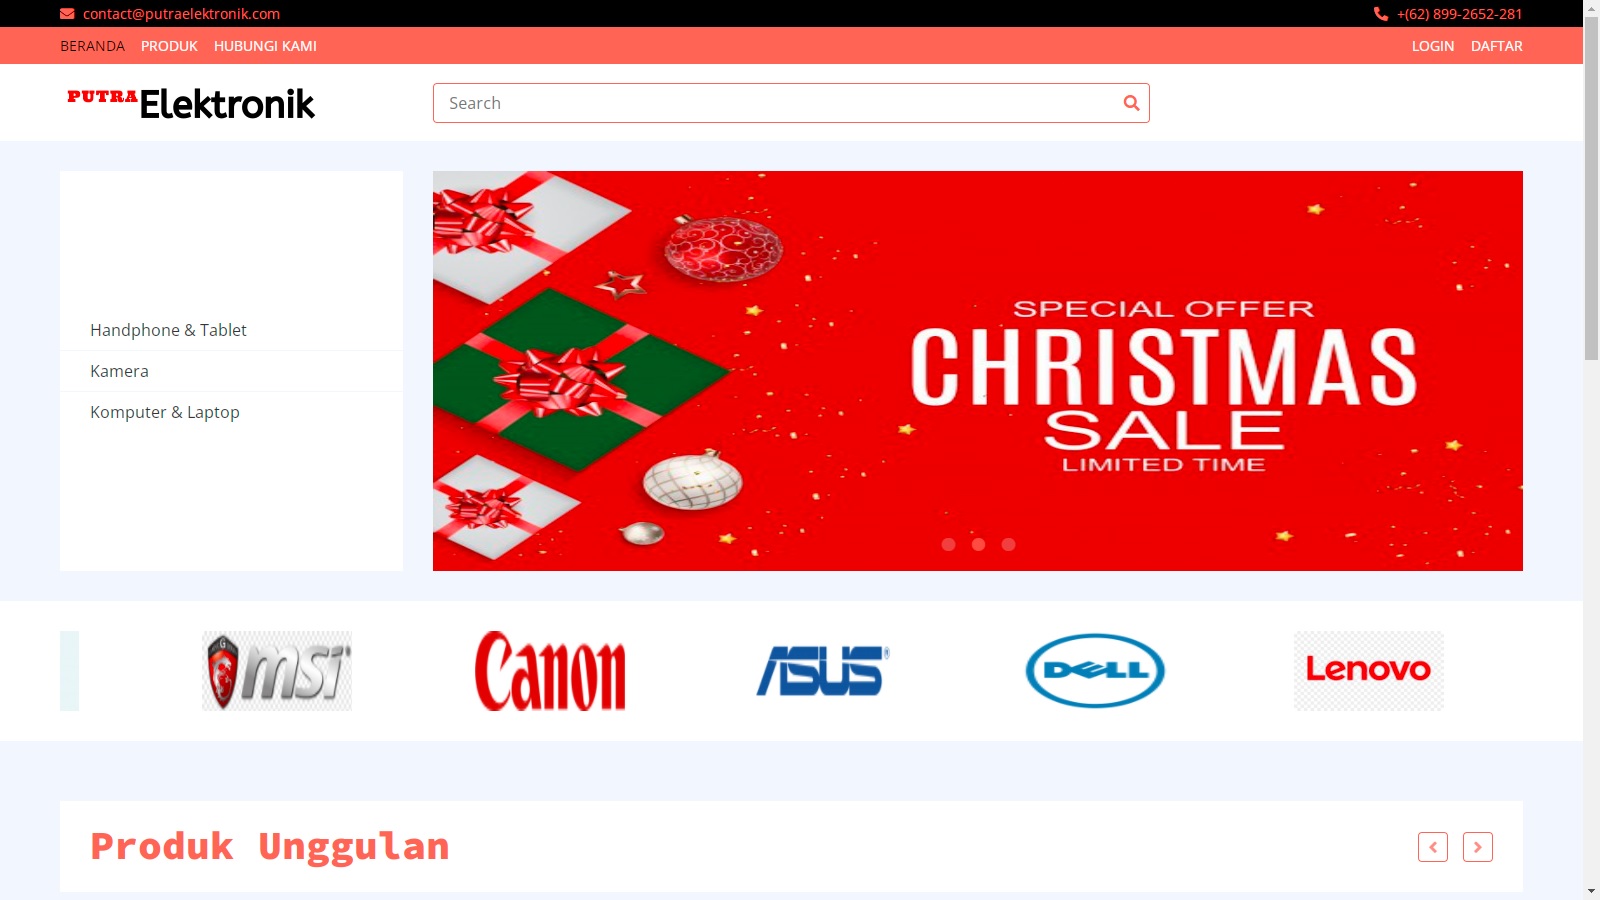 contact@putraelektronik.com
+(62) 899-2652-281
BERANDA PRODUK HUBUNGI KAMI
LOGIN DAFTAR
PUTRA Elektronik
Search
Handphone & Tablet
Kamera
Komputer & Laptop
SPECIAL OFFER
CHRISTMAS
SALE
LIMITED TIME
msi Canon ASUS DELL Lenovo
Produk Unggulan